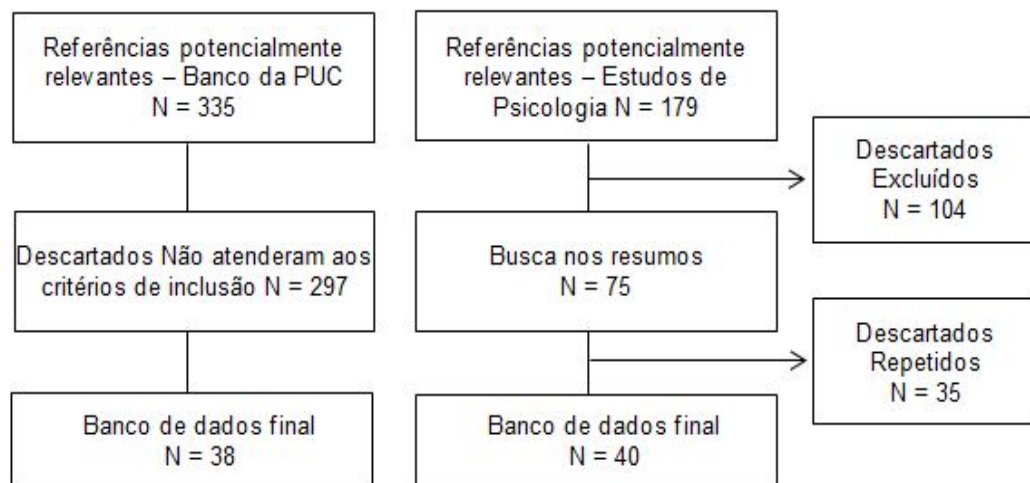 Referências potencialmente
relevantes – Banco da PUC
N = 335
Referências potencialmente
relevantes – Estudos de
Psicologia N = 179
Descartados
Excluídos
N = 104
Descartados Não atenderam aos
critérios de inclusão N = 297
Busca nos resumos
N = 75
Descartados
Repetidos
N = 35
Banco de dados final
N = 38
Banco de dados final
N = 40